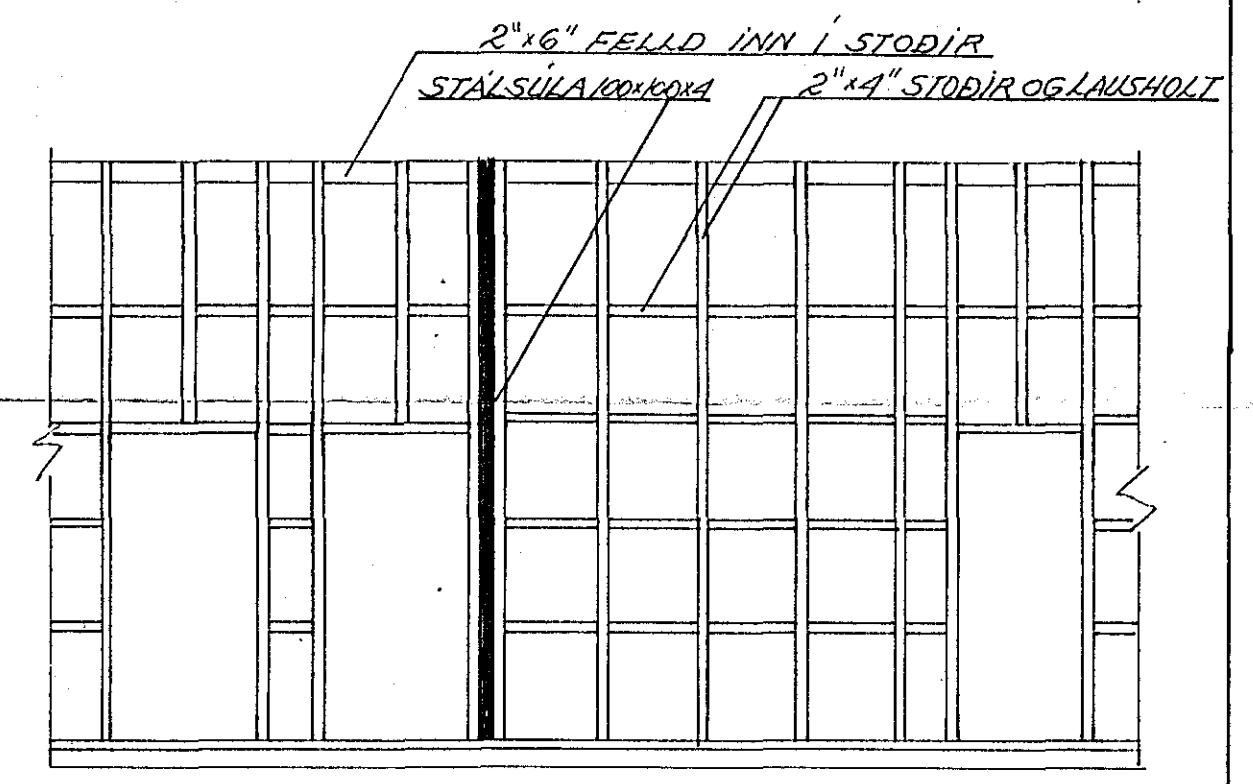 2"x6" FELLD INN Í STOÐIR
STÁLSÚLA 100x100x4
2"x4" STOÐIR OG LAUSHOLT